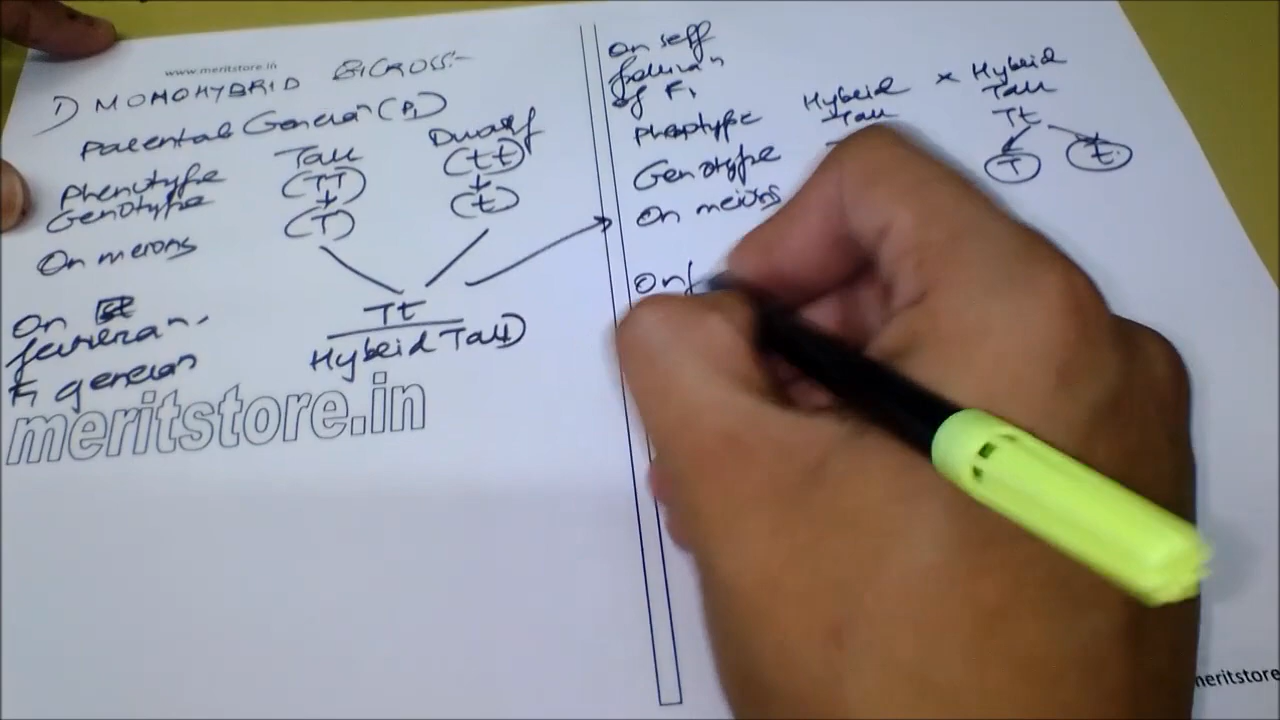 www.meritstore.in
1) MONOHYBRID CROSS:-
Parental Generan (P1)
Phenotype Tall Dwarf
Genotype (TT) (tt)
On meiosis (T) (t)
On
Tt
F1 generan Hybrid Tall
meritstore.in
On self
of F1
Phenotype Hybrid Tall × Hybrid Tall
Genotype Tt
On meiosis T t
On f
meritstore